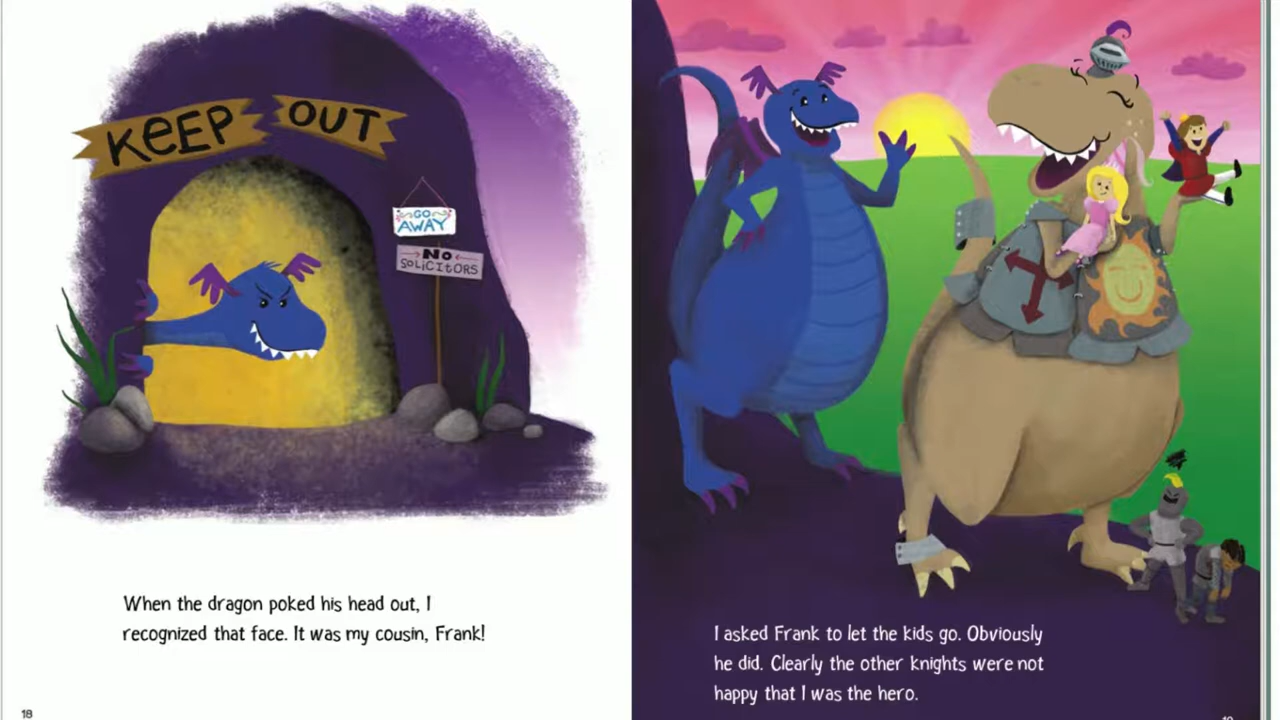 KEEP OUT
GO
AWAY
NO
SOLICITORS
When the dragon poked his head out, I
recognized that face. It was my cousin, Frank!
18
I asked Frank to let the kids go. Obviously
he did. Clearly the other knights were not
happy that I was the hero.